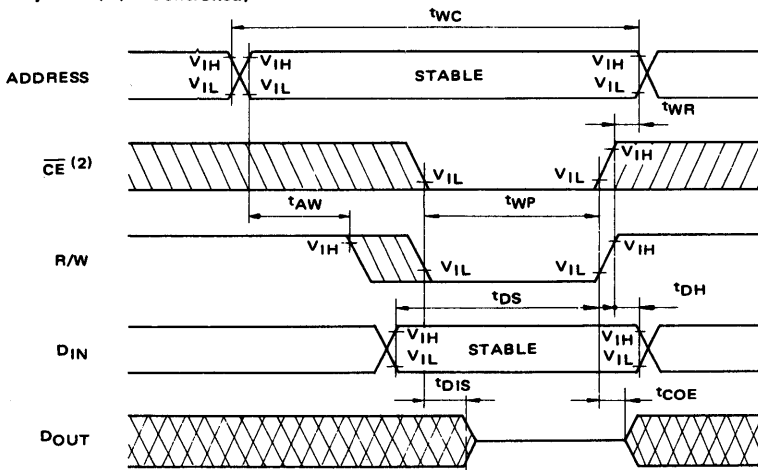 tWC
VIH VIH VIH
ADDRESS STABLE
VIL VIL VIL
tWR
VIH
CE (2)
VIL VIL
tAW tWP
VIH VIH
R/W
VIL VIL
tDS tDH
VIH VIH
DIN STABLE
VIL VIL
tDIS tCOE
DOUT